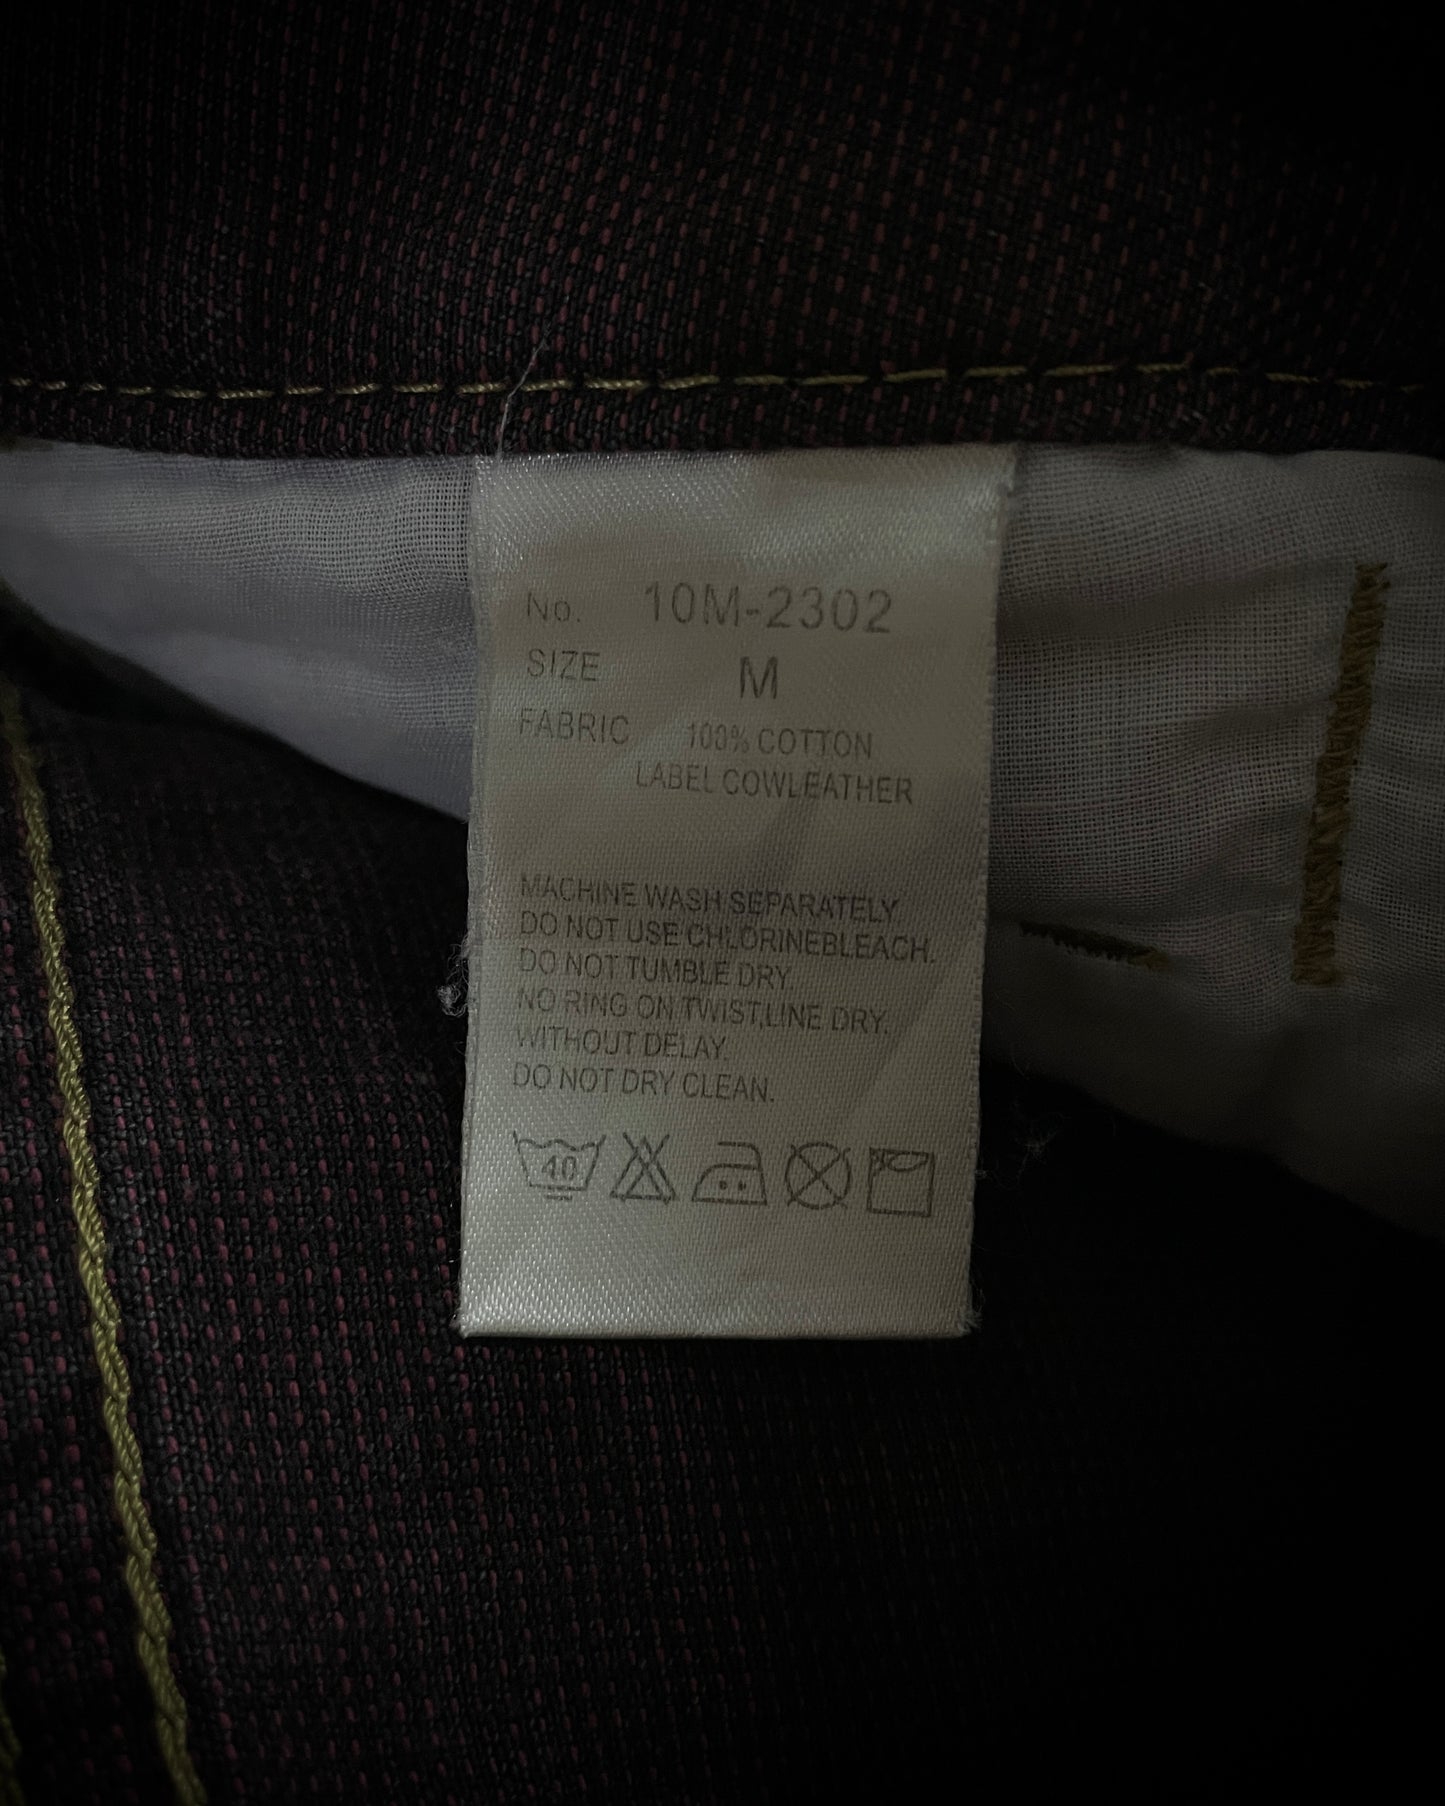 No. 10M-2302
SIZE M
FABRIC 100% COTTON
LABEL COWLEATHER
MACHINE WASH SEPARATELY.
DO NOT USE CHLORINEBLEACH.
DO NOT TUMBLE DRY.
NO RING ON TWIST,LINE DRY.
WITHOUT DELAY.
DO NOT DRY CLEAN.
40